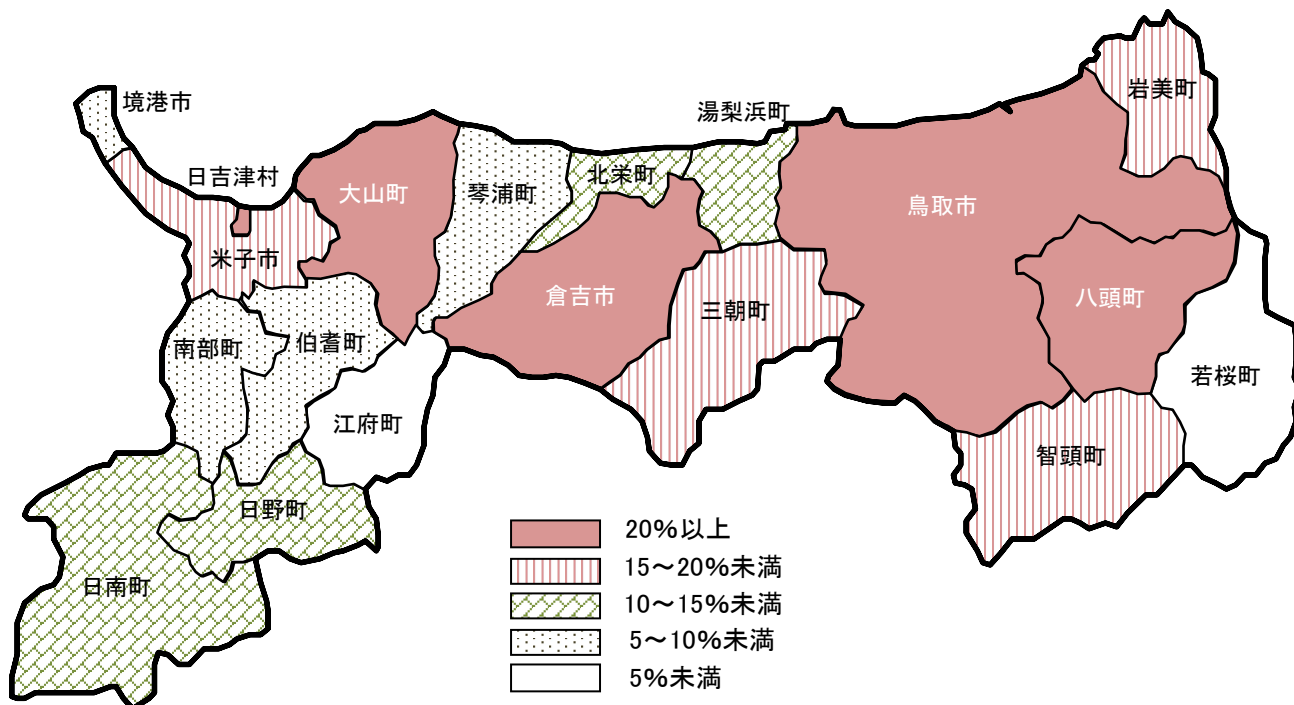 境港市
湯梨浜町
岩美町
日吉津村
大山町
琴浦町
北栄町
鳥取市
米子市
倉吉市
三朝町
八頭町
南部町
伯耆町
若桜町
江府町
智頭町
日野町
日南町
20%以上
15～20%未満
10～15%未満
5～10%未満
5%未満